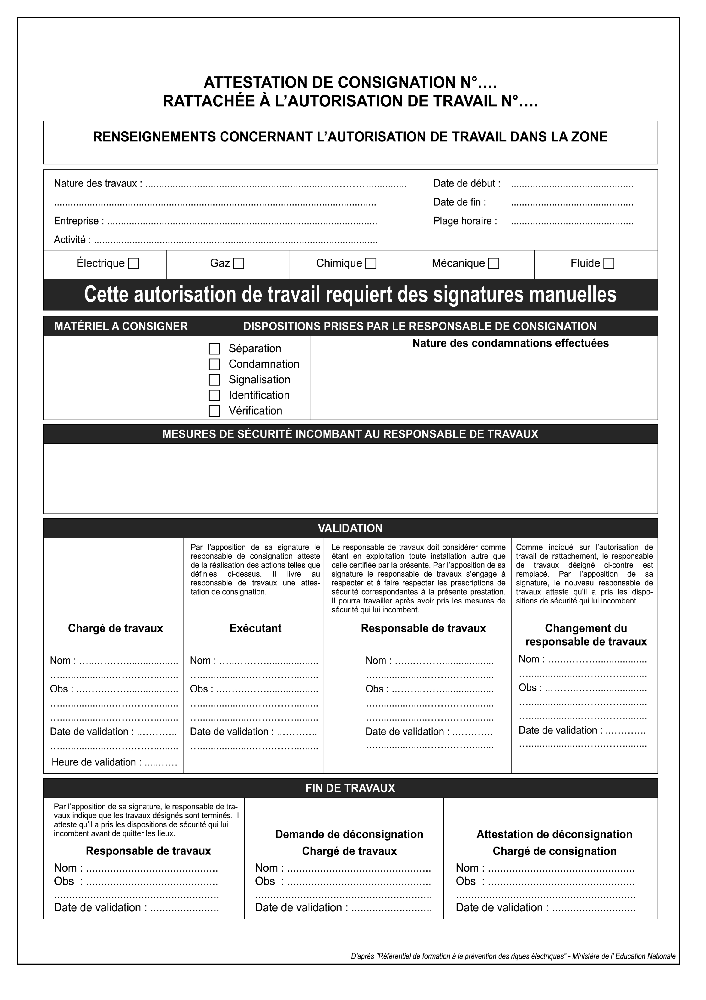 ATTESTATION DE CONSIGNATION N°....
RATTACHÉE À L’AUTORISATION DE TRAVAIL N°....
RENSEIGNEMENTS CONCERNANT L’AUTORISATION DE TRAVAIL DANS LA ZONE
Nature des travaux : ....................
....................
Entreprise : ....................
Activité : ....................
Date de début : ....................
Date de fin : ....................
Plage horaire : ....................
Électrique
Gaz
Chimique
Mécanique
Fluide
Cette autorisation de travail requiert des signatures manuelles
MATÉRIEL A CONSIGNER
DISPOSITIONS PRISES PAR LE RESPONSABLE DE CONSIGNATION
Séparation
Condamnation
Signalisation
Identification
Vérification
Nature des condamnations effectuées
MESURES DE SÉCURITÉ INCOMBANT AU RESPONSABLE DE TRAVAUX
VALIDATION
Chargé de travaux
Nom : ....................
....................
Obs : ....................
....................
....................
Date de validation : ............
....................
Heure de validation : ..........
Par l’apposition de sa signature le
responsable de consignation atteste
de la réalisation des actions telles que
définies ci-dessus. Il livre au
responsable de travaux une attes-
tation de consignation.
Exécutant
Nom : ....................
....................
Obs : ....................
....................
....................
Date de validation : ............
....................
Le responsable de travaux doit considérer comme
étant en exploitation toute installation autre que
celle certifiée par la présente. Par l’apposition de sa
signature le responsable de travaux s’engage à
respecter et à faire respecter les prescriptions de
sécurité correspondantes à la présente prestation.
Il pourra travailler après avoir pris les mesures de
sécurité qui lui incombent.
Responsable de travaux
Nom : ....................
....................
Obs : ....................
....................
....................
Date de validation : ............
....................
Comme indiqué sur l’autorisation de
travail de rattachement, le responsable
de travaux désigné ci-contre est
remplacé. Par l’apposition de sa
signature, le nouveau responsable de
travaux atteste qu’il a pris les dispo-
sitions de sécurité qui lui incombent.
Changement du
responsable de travaux
Nom : ....................
....................
Obs : ....................
....................
....................
Date de validation : ............
....................
FIN DE TRAVAUX
Par l’apposition de sa signature, le responsable de tra-
vaux indique que les travaux désignés sont terminés. Il
atteste qu’il a pris les dispositions de sécurité qui lui
incombent avant de quitter les lieux.
Responsable de travaux
Nom : ....................
Obs : ....................
....................
Date de validation : ....................
Demande de déconsignation
Chargé de travaux
Nom : ....................
Obs : ....................
....................
Date de validation : ....................
Attestation de déconsignation
Chargé de consignation
Nom : ....................
Obs : ....................
....................
Date de validation : ....................
D'après "Référentiel de formation à la prévention des riques électriques" - Ministère de l' Education Nationale